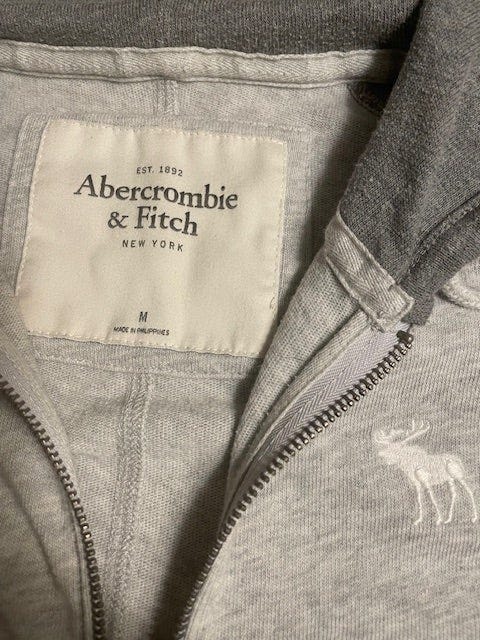 EST. 1892
Abercrombie
& Fitch
NEW YORK
M
MADE IN PHILIPPINES